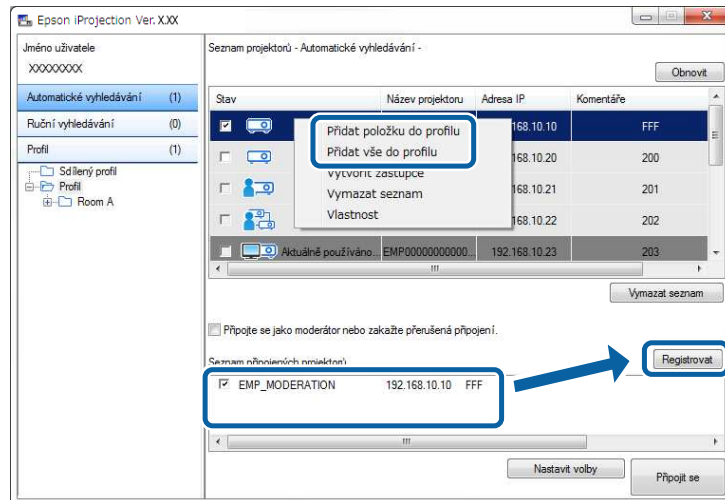 Epson iProjection Ver. X.XX
Jméno uživatele
XXXXXXXX
Automatické vyhledávání (1)
Ruční vyhledávání (0)
Profil (1)
Sdílený profil
Profil
Room A
Seznam projektorů - Automatické vyhledávání -
Obnovit
Stav Název projektoru Adresa IP Komentáře
168.10.10 FFF
168.10.20 200
168.10.21 201
168.10.22 202
Aktuálně používáno... EMP00000000000... 192.168.10.23 203
Přidat položku do profilu
Přidat vše do profilu
Vytvořit zástupce
Vymazat seznam
Vlastnost
Vymazat seznam
Připojte se jako moderátor nebo zakažte přerušená připojení.
Seznam připojených projektorů
Registrovat
EMP_MODERATION 192.168.10.10 FFF
Nastavit volby
Připojit se